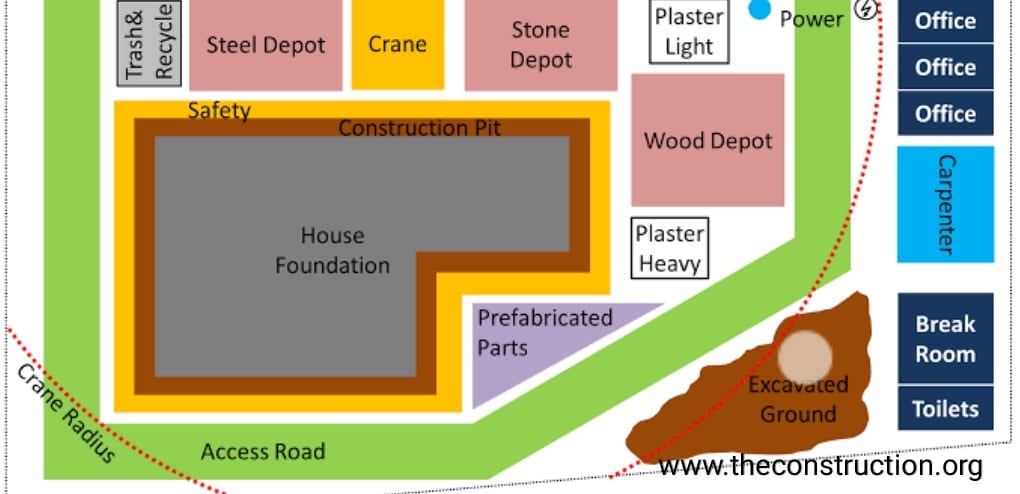 Trash&
Recycle
Steel Depot
Crane
Stone
Depot
Plaster
Light
Power
Office
Office
Office
Safety
Construction Pit
Wood Depot
Carpenter
House
Foundation
Plaster
Heavy
Prefabricated
Parts
Break
Room
Crane Radius
Excavated
Ground
Toilets
Access Road
www.theconstruction.org